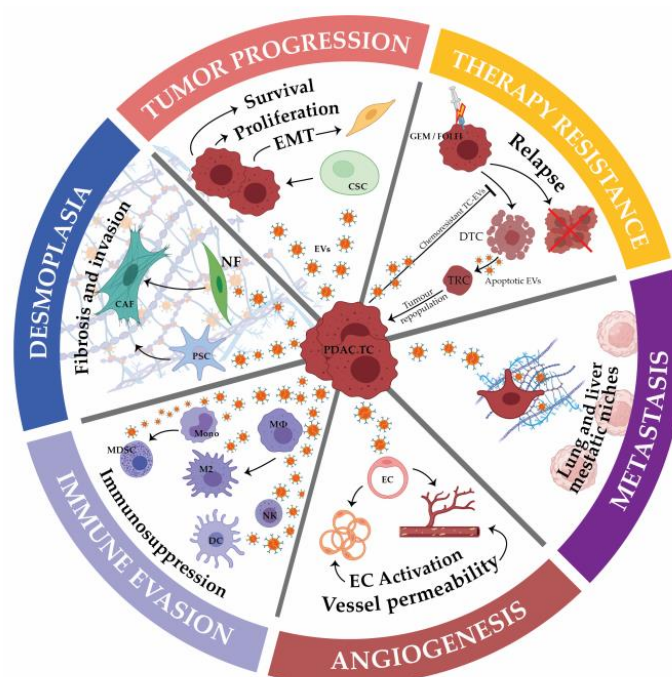 TUMOR PROGRESSION
Survival
Proliferation
EMT
CSC
EVs
THERAPY RESISTANCE
GEM / FOLFI
Relapse
Chemoresistant TC-EVs
DTC
TRC
Apoptotic EVs
Tumour
repopulation
METASTASIS
Lung and liver
mestatic niches
ANGIOGENESIS
EC
EC Activation
Vessel permeability
IMMUNE EVASION
Immunosuppression
MDSC
Mono
MΦ
M2
NK
DC
DESMOPLASIA
Fibrosis and invasion
CAF
NF
PSC
PDAC.TC